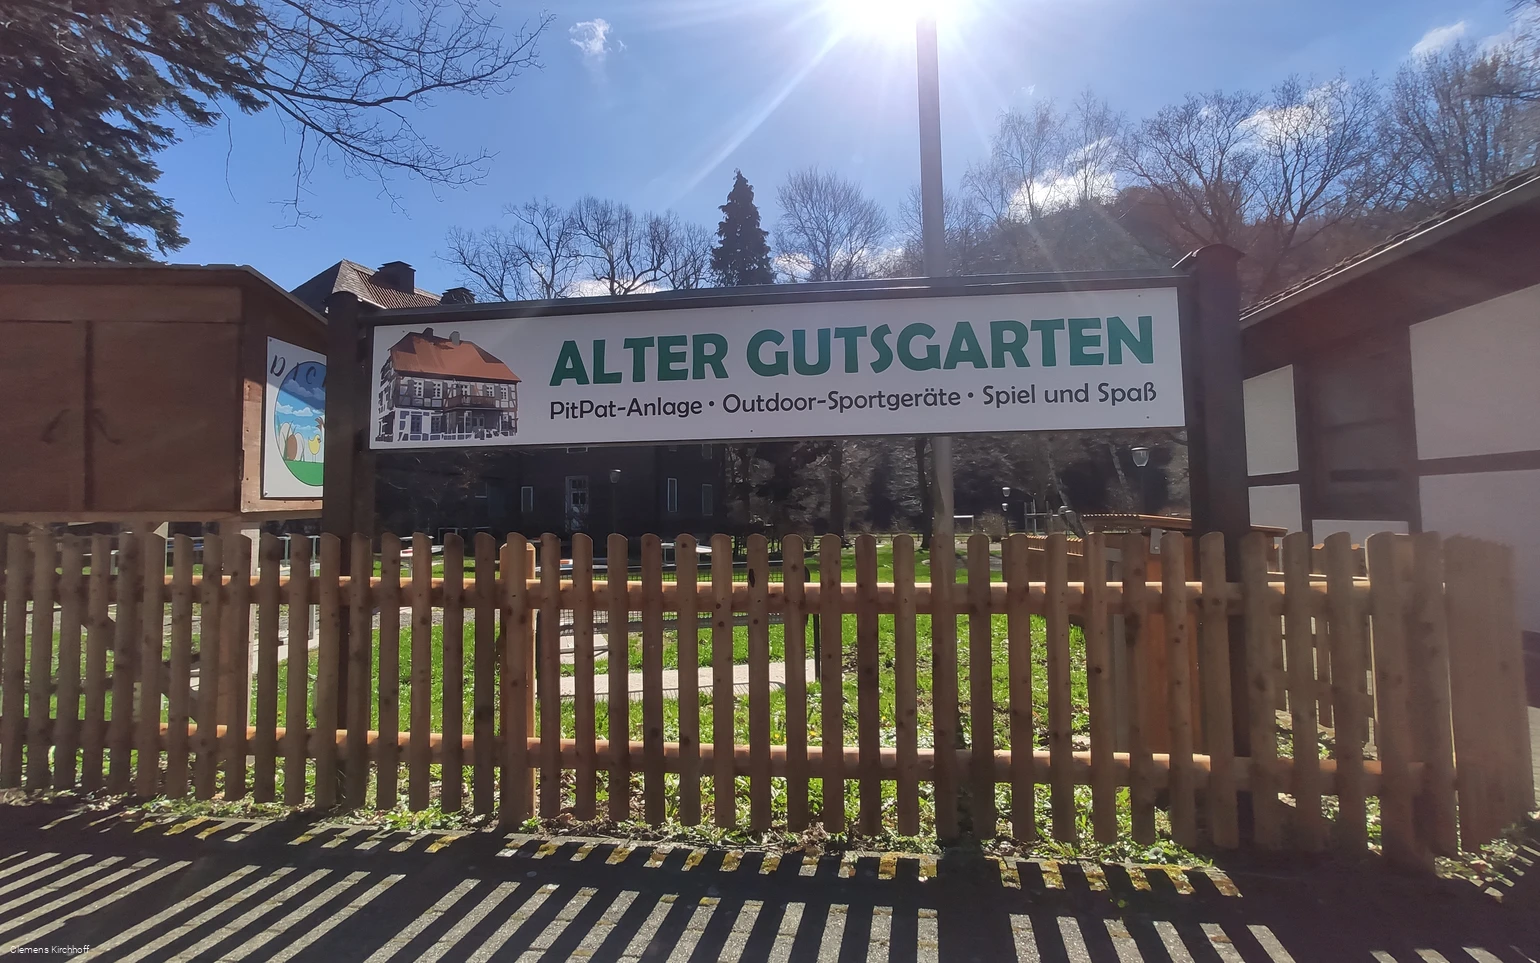 ALTER GUTSGARTEN
PitPat-Anlage • Outdoor-Sportgeräte • Spiel und Spaß
Clemens Kirchhoff